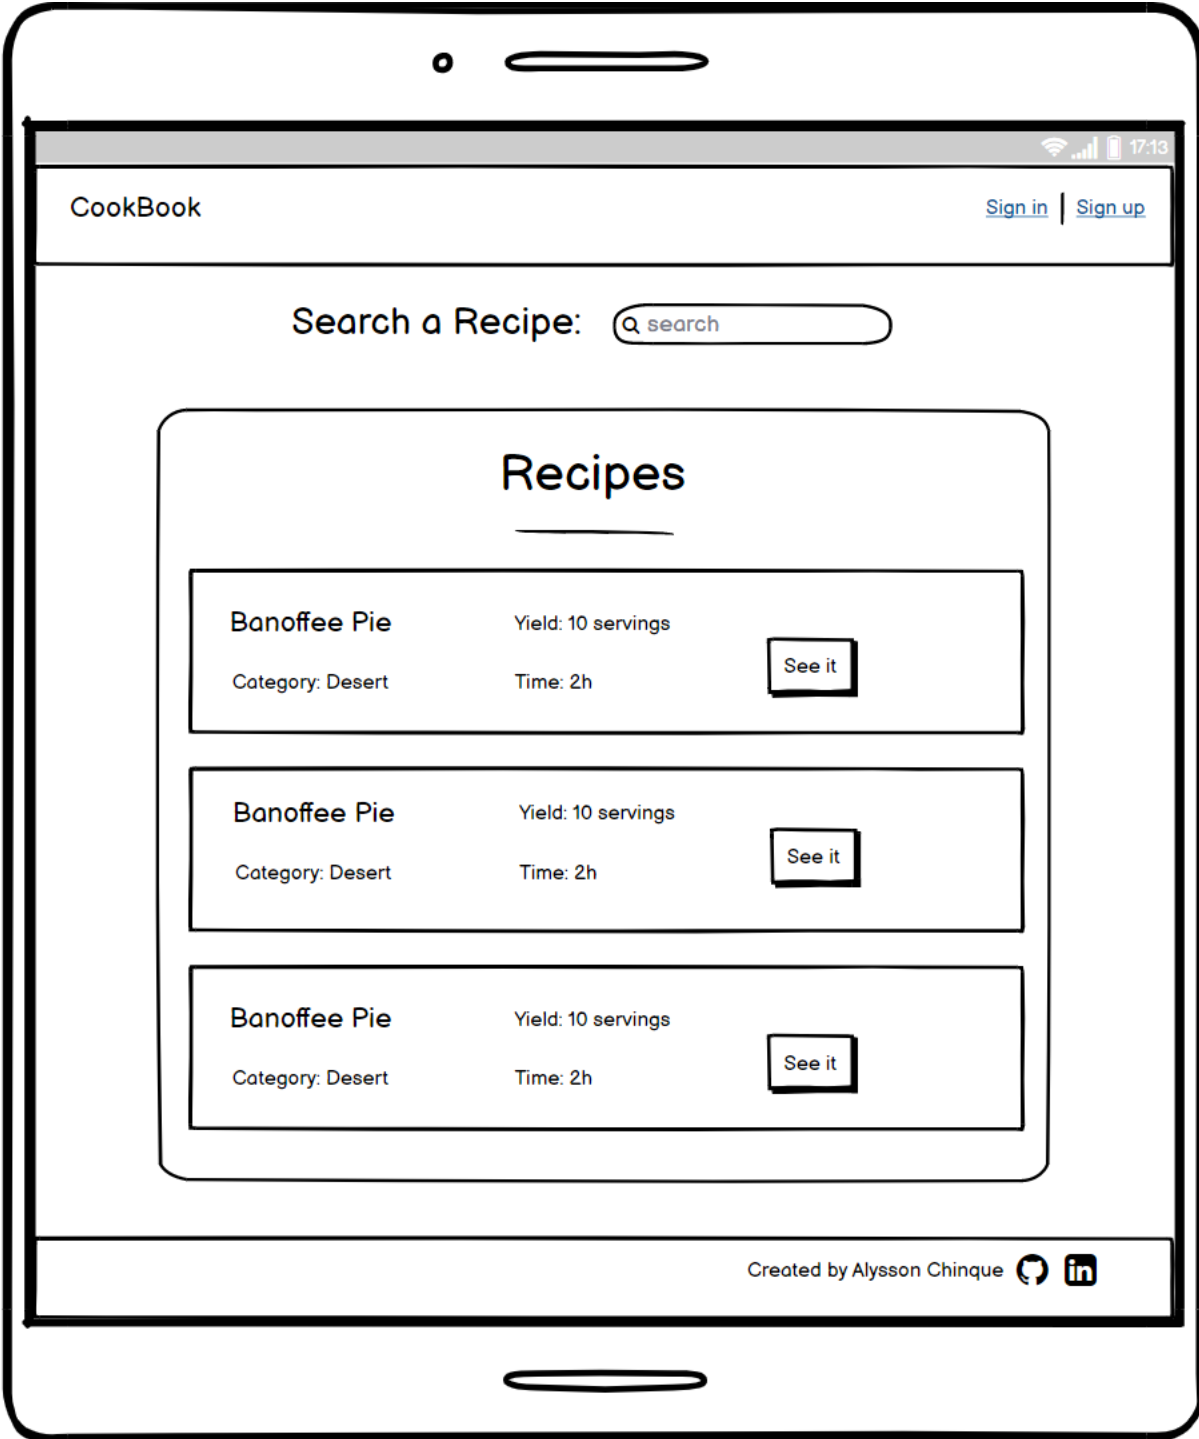 17:13
CookBook
Sign in | Sign up
Search a Recipe: search
Recipes
Banoffee Pie
Yield: 10 servings
Category: Desert
Time: 2h
See it
Banoffee Pie
Yield: 10 servings
Category: Desert
Time: 2h
See it
Banoffee Pie
Yield: 10 servings
Category: Desert
Time: 2h
See it
Created by Alysson Chinque in